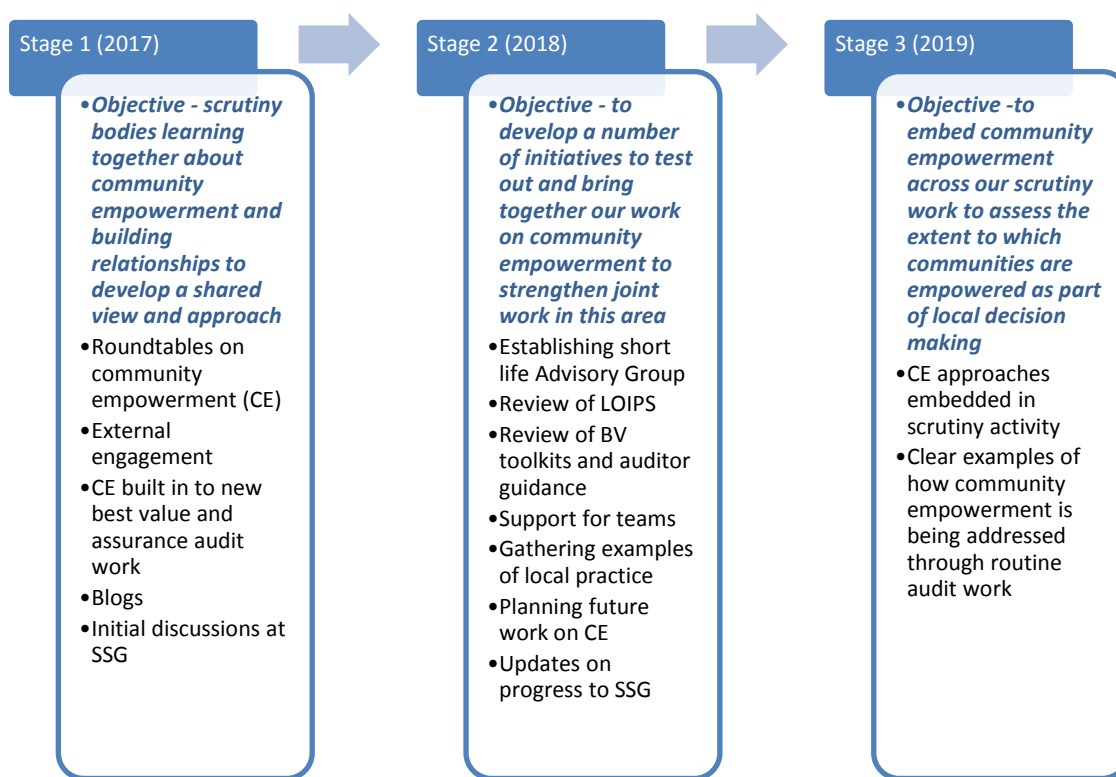 Stage 1 (2017)
•Objective - scrutiny
bodies learning
together about
community
empowerment and
building
relationships to
develop a shared
view and approach
•Roundtables on
community
empowerment (CE)
•External
engagement
•CE built in to new
best value and
assurance audit
work
•Blogs
•Initial discussions at
SSG
Stage 2 (2018)
•Objective - to
develop a number
of initiatives to test
out and bring
together our work
on community
empowerment to
strengthen joint
work in this area
•Establishing short
life Advisory Group
•Review of LOIPS
•Review of BV
toolkits and auditor
guidance
•Support for teams
•Gathering examples
of local practice
•Planning future
work on CE
•Updates on
progress to SSG
Stage 3 (2019)
•Objective -to
embed community
empowerment
across our scrutiny
work to assess the
extent to which
communities are
empowered as part
of local decision
making
•CE approaches
embedded in
scrutiny activity
•Clear examples of
how community
empowerment is
being addressed
through routine
audit work